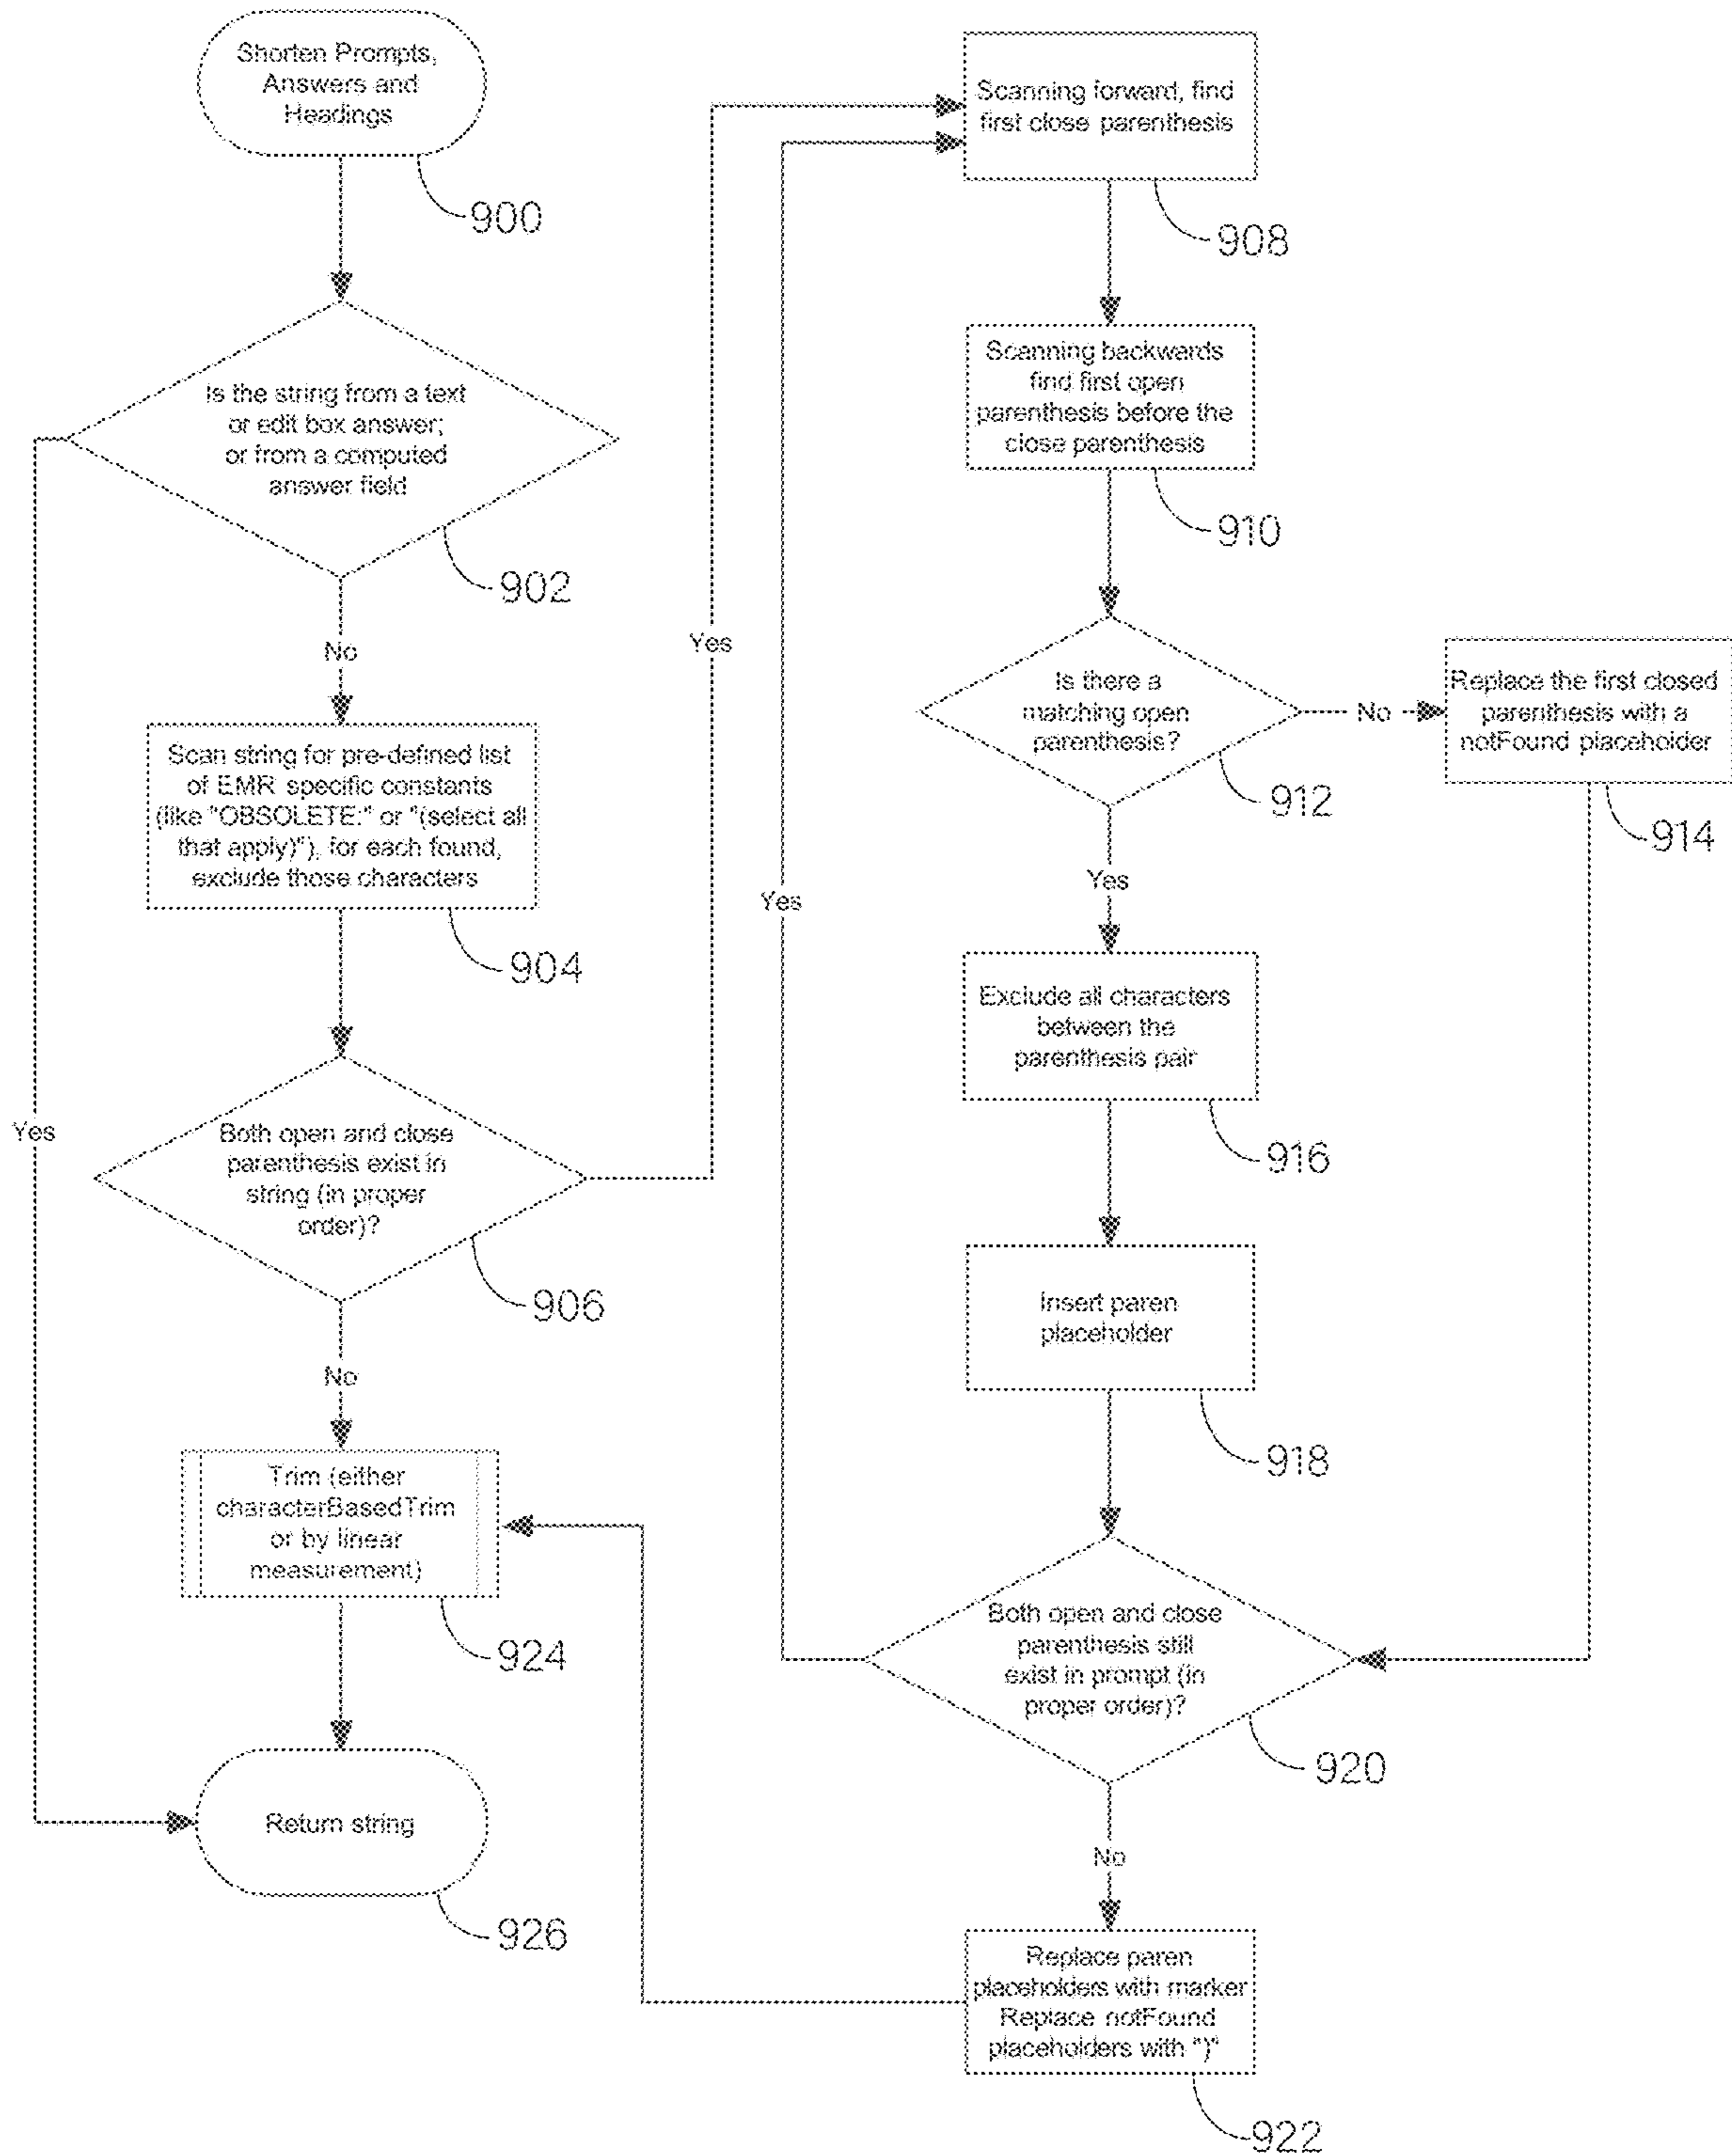 Shorten Prompts,
Answers and
Headings
900
Is the string from a text
or edit box answer;
or from a computed
answer field
902
No
Yes
Scan string for pre-defined list
of EMR specific constants
(like "OBSOLETE:" or "(select all
that apply)"), for each found,
exclude those characters
904
Both open and close
parenthesis exist in
string (in proper
order)?
906
Yes
No
Trim (either
characterBasedTrim
or by linear
measurement)
924
Return string
926
Scanning forward, find
first close parenthesis
908
Scanning backwards
find first open
parenthesis before the
close parenthesis
910
Is there a
matching open
parenthesis?
912
No
Replace the first closed
parenthesis with a
notFound placeholder
914
Yes
Exclude all characters
between the
parenthesis pair
916
Insert paren
placeholder
918
Both open and close
parenthesis still
exist in prompt (in
proper order)?
920
Yes
No
Replace paren
placeholders with marker
Replace notFound
placeholders with ")"
922